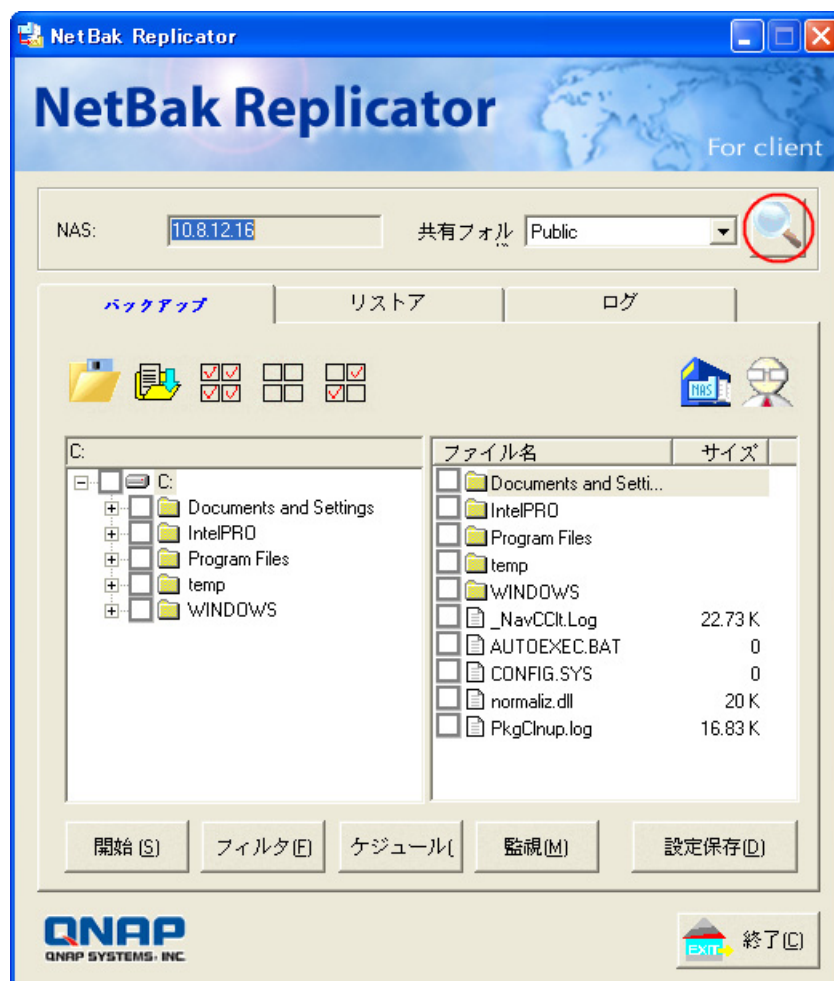 NetBak Replicator
NetBak Replicator
For client
NAS:
10.8.12.16
共有フォル
Public
バックアップ
リストア
ログ
NAS
C:
C:
Documents and Settings
IntelPRO
Program Files
temp
WINDOWS
ファイル名 サイズ
Documents and Setti...
IntelPRO
Program Files
temp
WINDOWS
_NavCClt.Log 22.73 K
AUTOEXEC.BAT 0
CONFIG.SYS 0
normaliz.dll 20 K
PkgClnup.log 16.83 K
開始 (S)
フィルタ(F)
ケジュール(
監視(M)
設定保存(D)
QNAP
QNAP SYSTEMS, INC.
EXIT
終了(C)